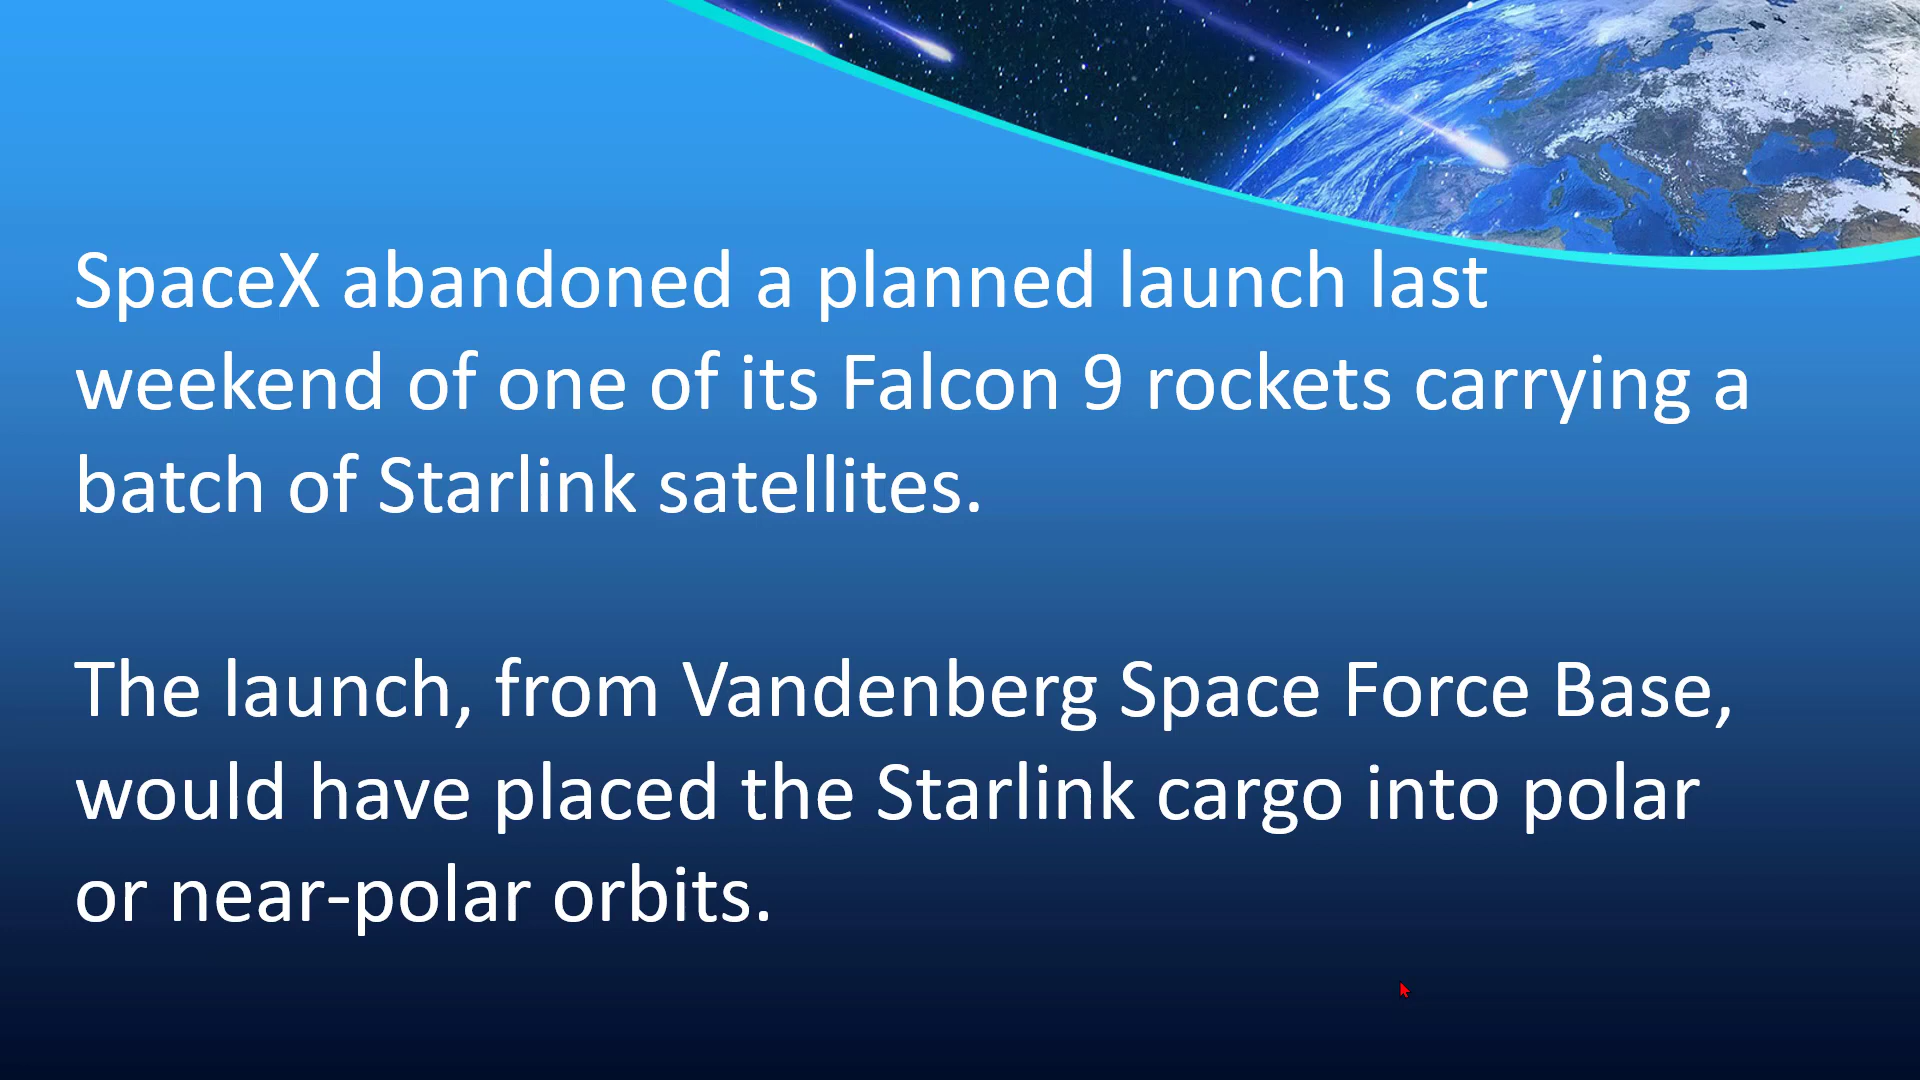 SpaceX abandoned a planned launch last
weekend of one of its Falcon 9 rockets carrying a
batch of Starlink satellites.
The launch, from Vandenberg Space Force Base,
would have placed the Starlink cargo into polar
or near-polar orbits.